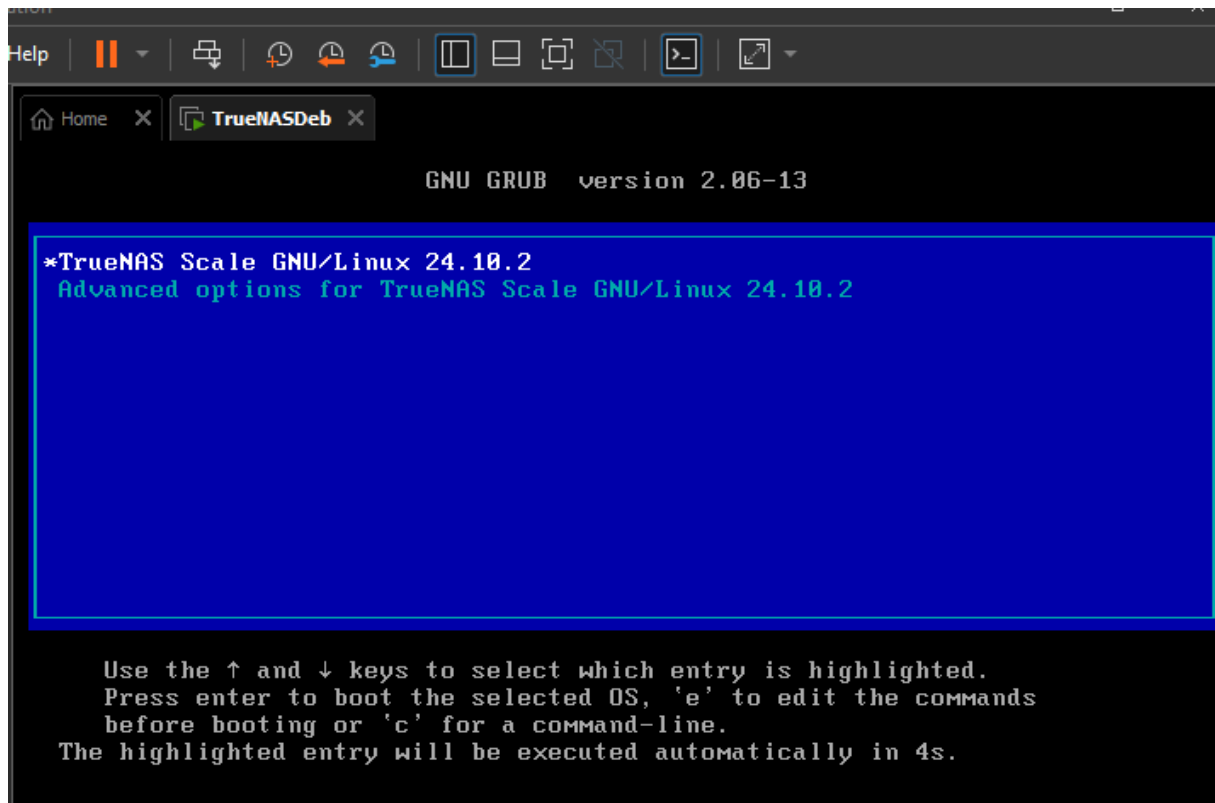 Help
Home
TrueNASDeb
GNU GRUB version 2.06-13
*TrueNAS Scale GNU/Linux 24.10.2
Advanced options for TrueNAS Scale GNU/Linux 24.10.2
Use the ↑ and ↓ keys to select which entry is highlighted.
Press enter to boot the selected OS, `e' to edit the commands
before booting or `c' for a command-line.
The highlighted entry will be executed automatically in 4s.